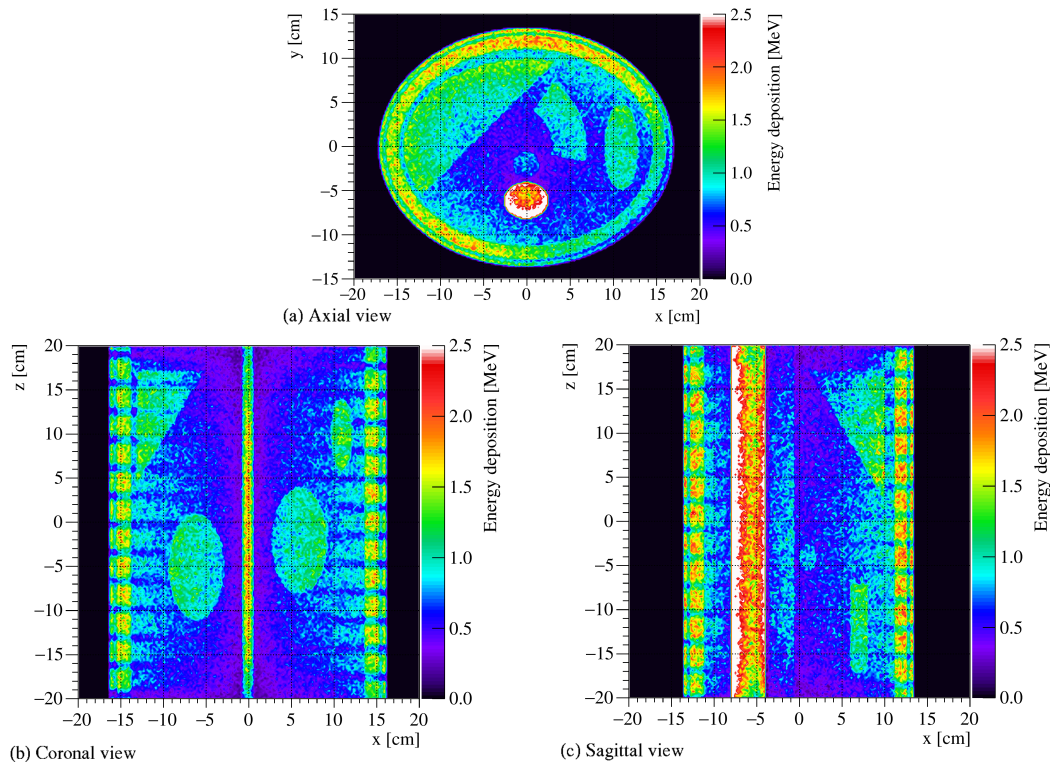 y [cm]
15
10
5
0
−5
−10
−15
−20 −15 −10 −5 0 5 10 15 20
x [cm]
2.5
2.0
1.5
1.0
0.5
0.0
Energy deposition [MeV]
(a) Axial view
z [cm]
20
15
10
5
0
−5
−10
−15
−20
−20 −15 −10 −5 0 5 10 15 20
x [cm]
2.5
2.0
1.5
1.0
0.5
0.0
Energy deposition [MeV]
(b) Coronal view
z [cm]
20
15
10
5
0
−5
−10
−15
−20
−20 −15 −10 −5 0 5 10 15 20
x [cm]
2.5
2.0
1.5
1.0
0.5
0.0
Energy deposition [MeV]
(c) Sagittal view